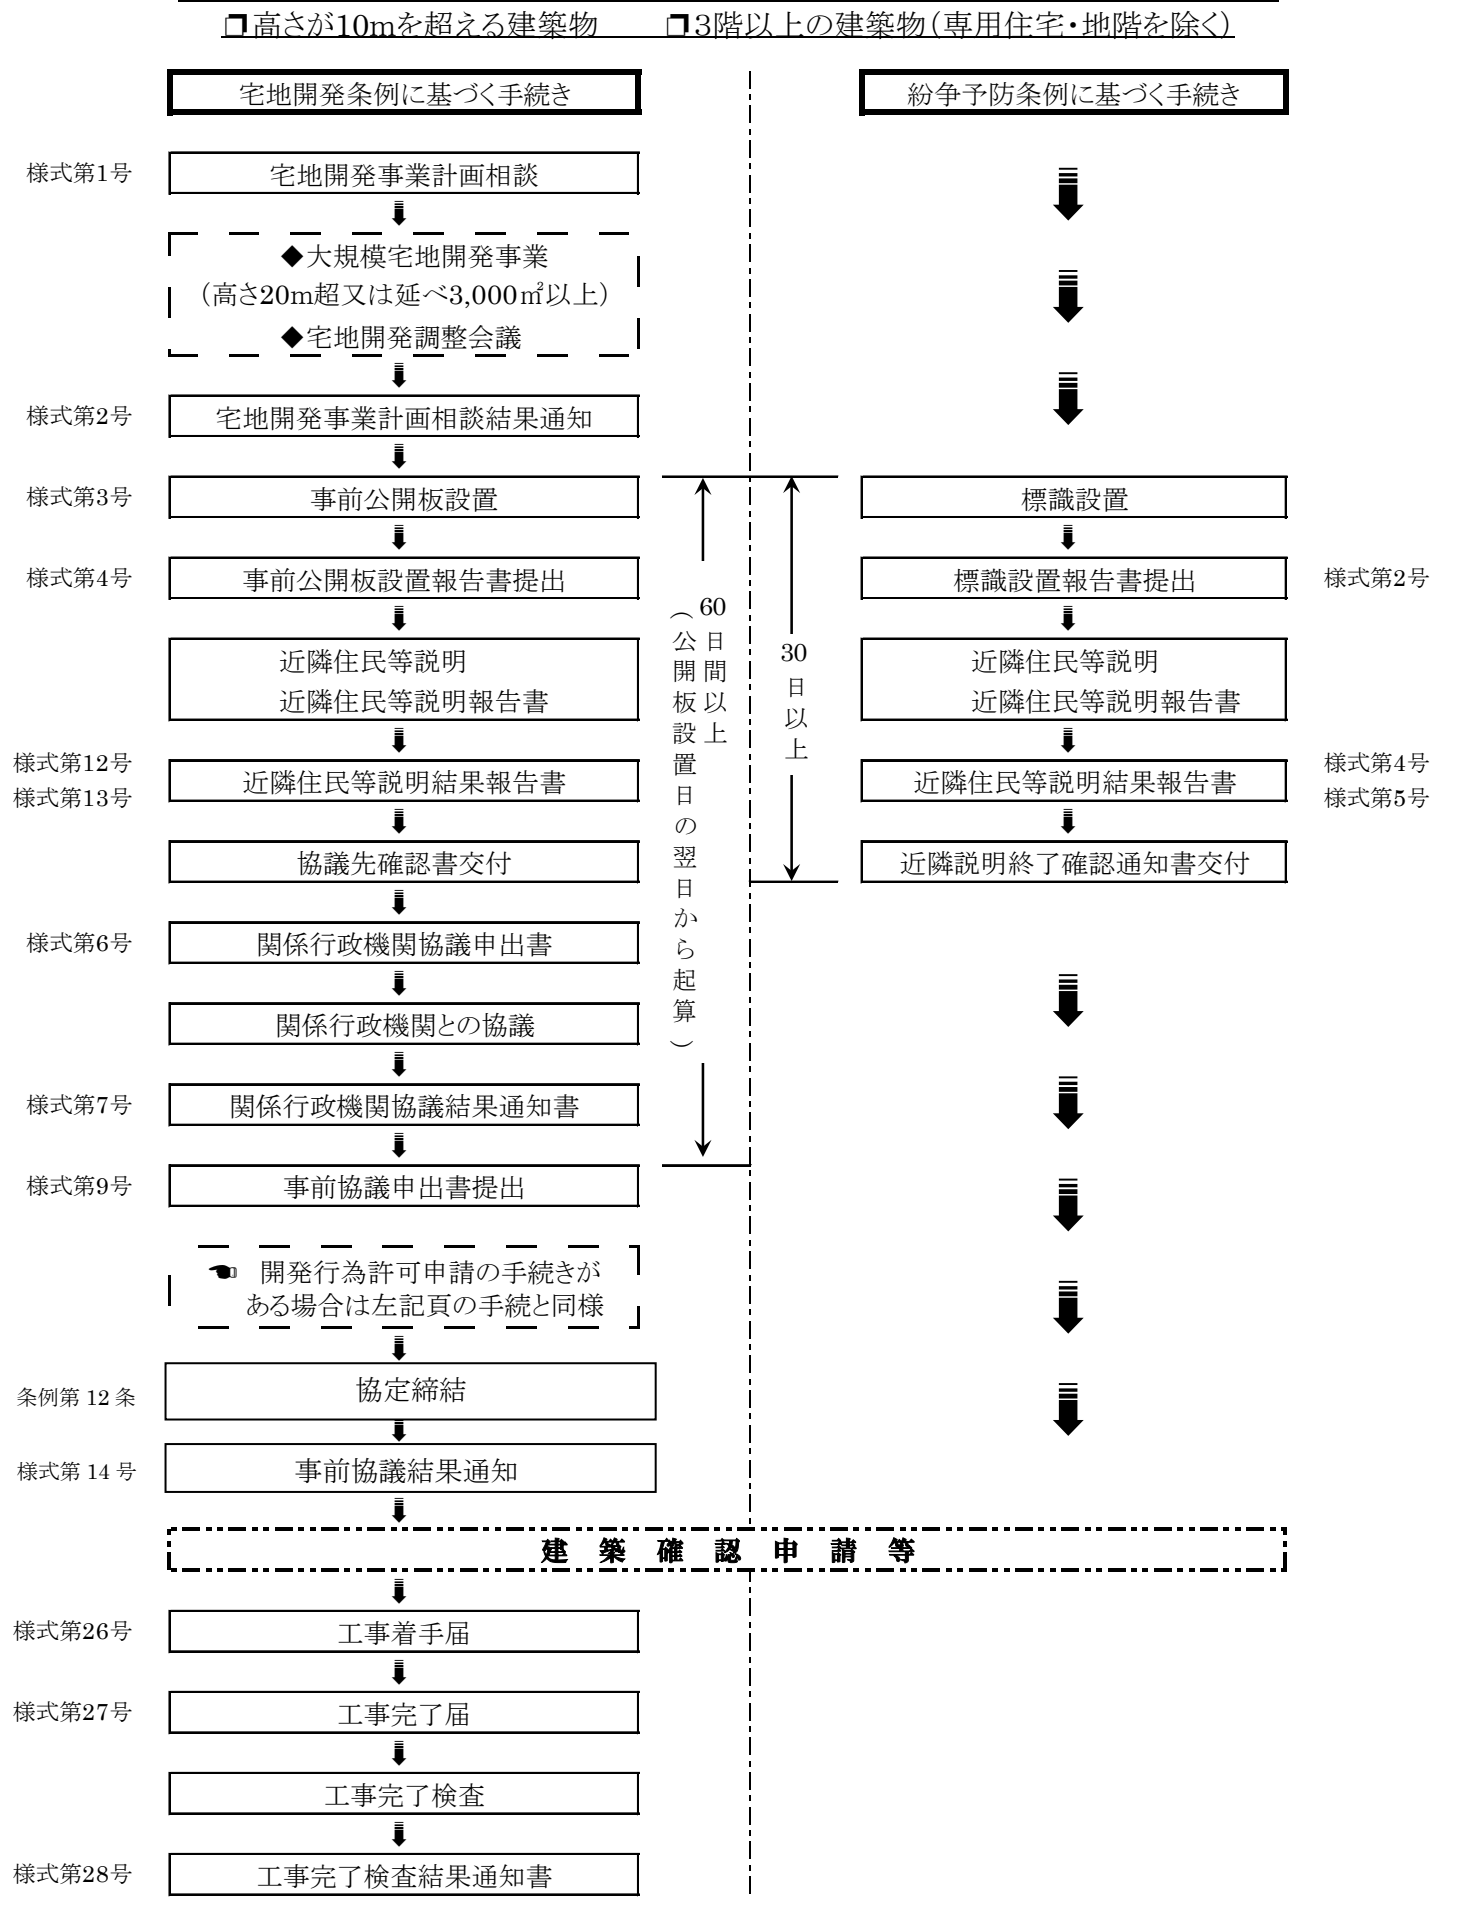 ❒高さが10mを超える建築物　❒3階以上の建築物（専用住宅・地階を除く）
宅地開発条例に基づく手続き
紛争予防条例に基づく手続き
様式第1号
宅地開発事業計画相談
◆大規模宅地開発事業
（高さ20m超又は延べ3,000㎡以上）
◆宅地開発調整会議
様式第2号
宅地開発事業計画相談結果通知
様式第3号
事前公開板設置
標識設置
様式第4号
事前公開板設置報告書提出
標識設置報告書提出
様式第2号
60日間以上
（公開板設置日の翌日から起算）
30日以上
近隣住民等説明
近隣住民等説明報告書
近隣住民等説明
近隣住民等説明報告書
様式第12号
様式第13号
近隣住民等説明結果報告書
近隣住民等説明結果報告書
様式第4号
様式第5号
協議先確認書交付
近隣説明終了確認通知書交付
様式第6号
関係行政機関協議申出書
関係行政機関との協議
様式第7号
関係行政機関協議結果通知書
様式第9号
事前協議申出書提出
☚ 開発行為許可申請の手続きが
ある場合は左記頁の手続と同様
条例第 12 条
協定締結
様式第 14 号
事前協議結果通知
建 築 確 認 申 請 等
様式第26号
工事着手届
様式第27号
工事完了届
工事完了検査
様式第28号
工事完了検査結果通知書